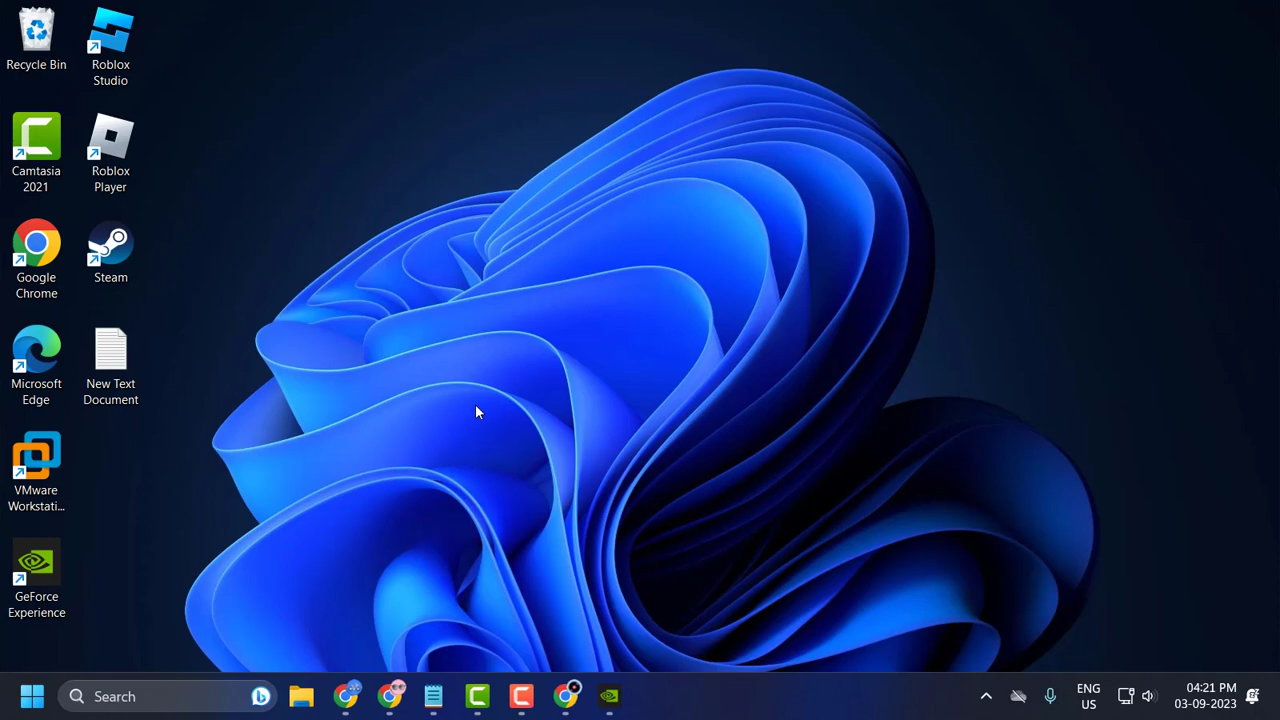 Recycle Bin
Roblox
Studio
Camtasia
2021
Roblox
Player
Google
Chrome
Steam
Microsoft
Edge
New Text
Document
VMware
Workstati...
GeForce
Experience
Search
ENG
US
04:21 PM
03-09-2023